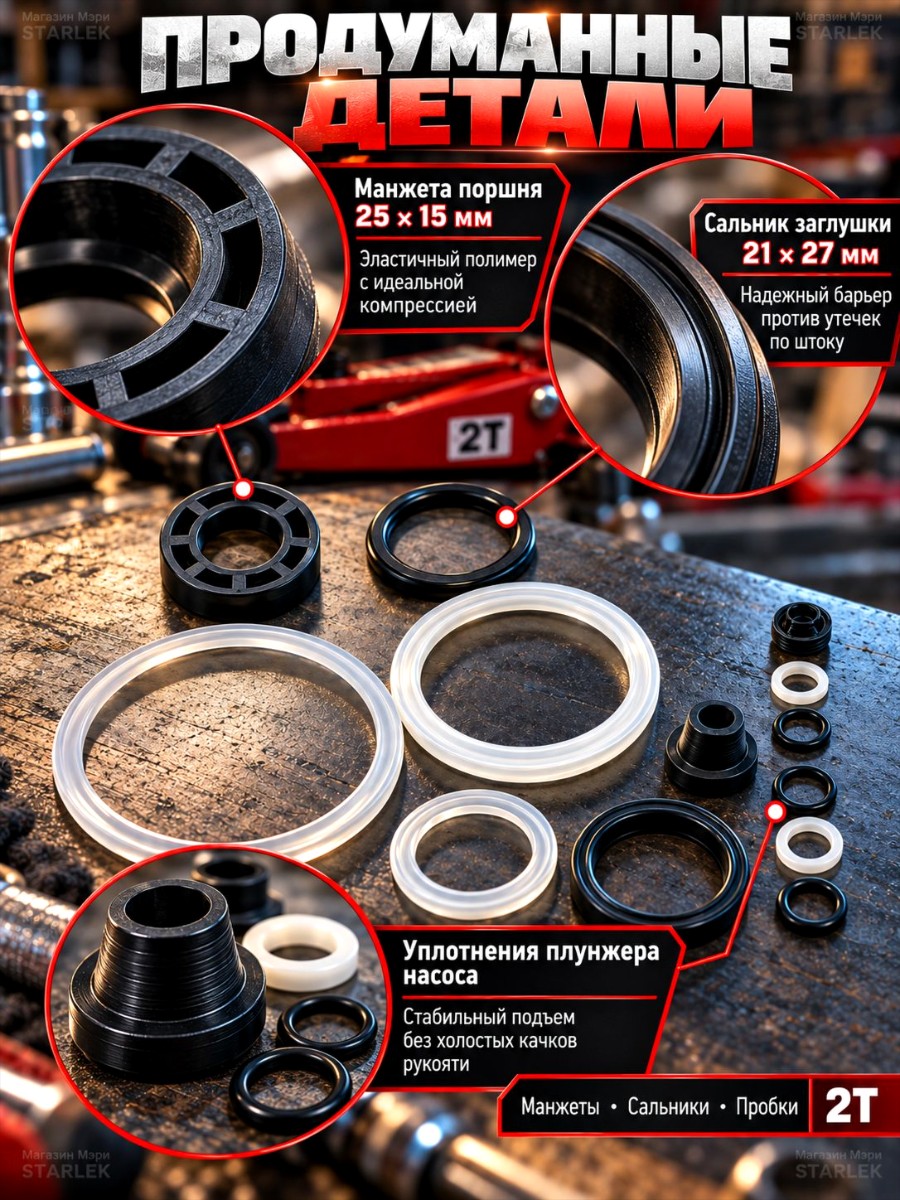 Магазин Мэри
STARLEK
Магазин Мэри
STARLEK
ПРОДУМАННЫЕ
ДЕТАЛИ
Манжета поршня
25 × 15 мм
Эластичный полимер
с идеальной
компрессией
Сальник заглушки
21 × 27 мм
Надежный барьер
против утечек
по штоку
2T
Уплотнения плунжера
насоса
Стабильный подъем
без холостых качков
рукояти
Манжеты • Сальники • Пробки
2T
Магазин Мэри
STARLEK
Магазин Мэри
STARLEK